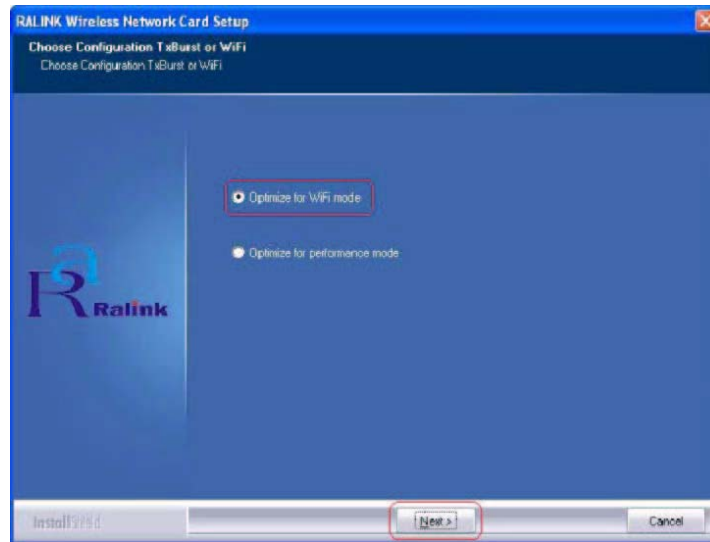 RALINK Wireless Network Card Setup
Choose Configuration TxBurst or WiFi
Choose Configuration TxBurst or WiFi
Optimize for WiFi mode
Optimize for performance mode
Ralink
InstallShield
Next >
Cancel